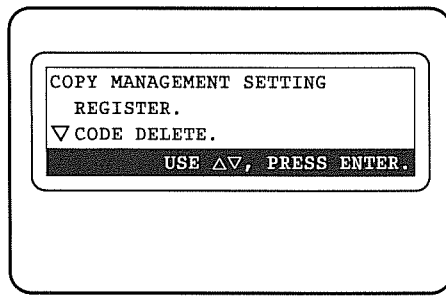 COPY MANAGEMENT SETTING
REGISTER.
▽ CODE DELETE.
USE △▽, PRESS ENTER.